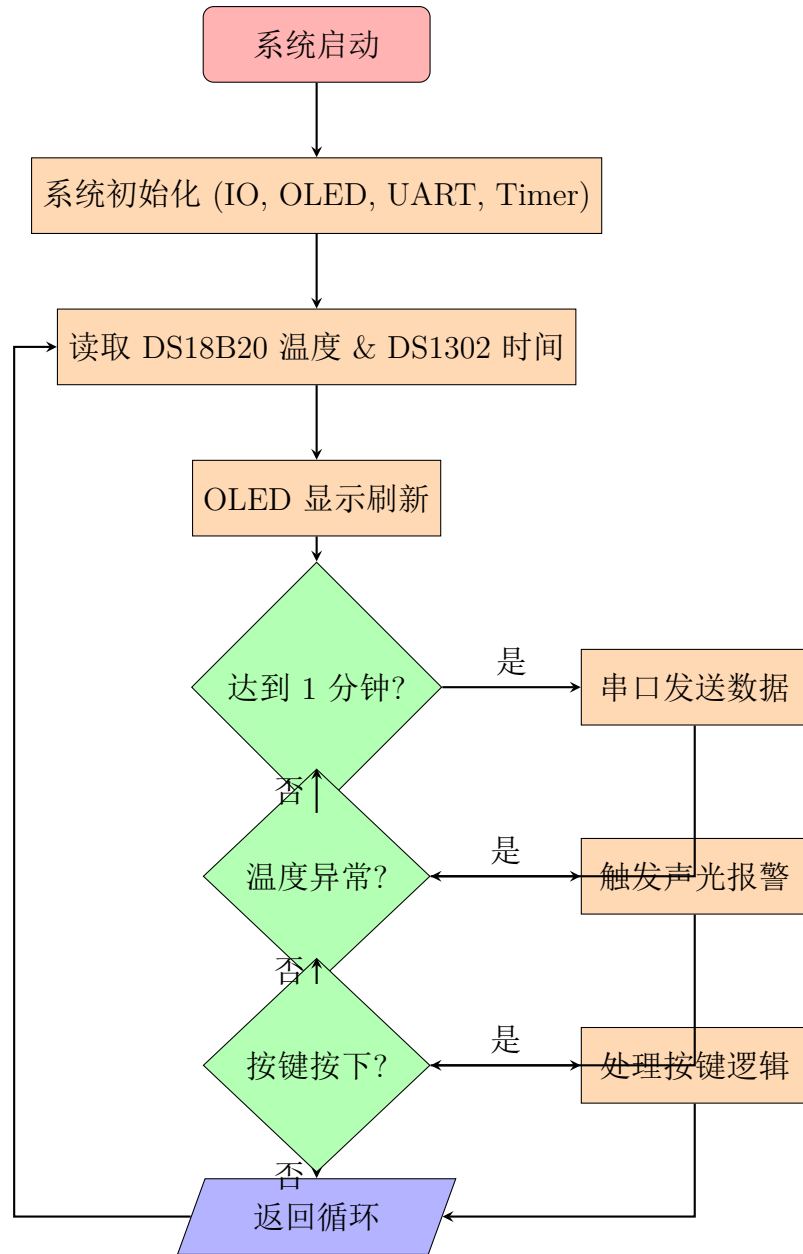 系统启动
系统初始化 (IO, OLED, UART, Timer)
读取 DS18B20 温度 & DS1302 时间
OLED 显示刷新
达到 1 分钟?
是
串口发送数据
否
温度异常?
是
触发声光报警
否
按键按下?
是
处理按键逻辑
否
返回循环